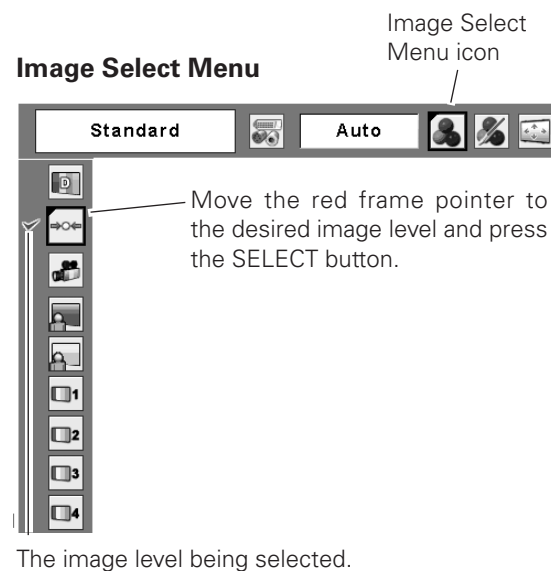 Image Select
Menu icon
Image Select Menu
Standard
Auto
D
Move the red frame pointer to
the desired image level and press
the SELECT button.
1
2
3
4
The image level being selected.